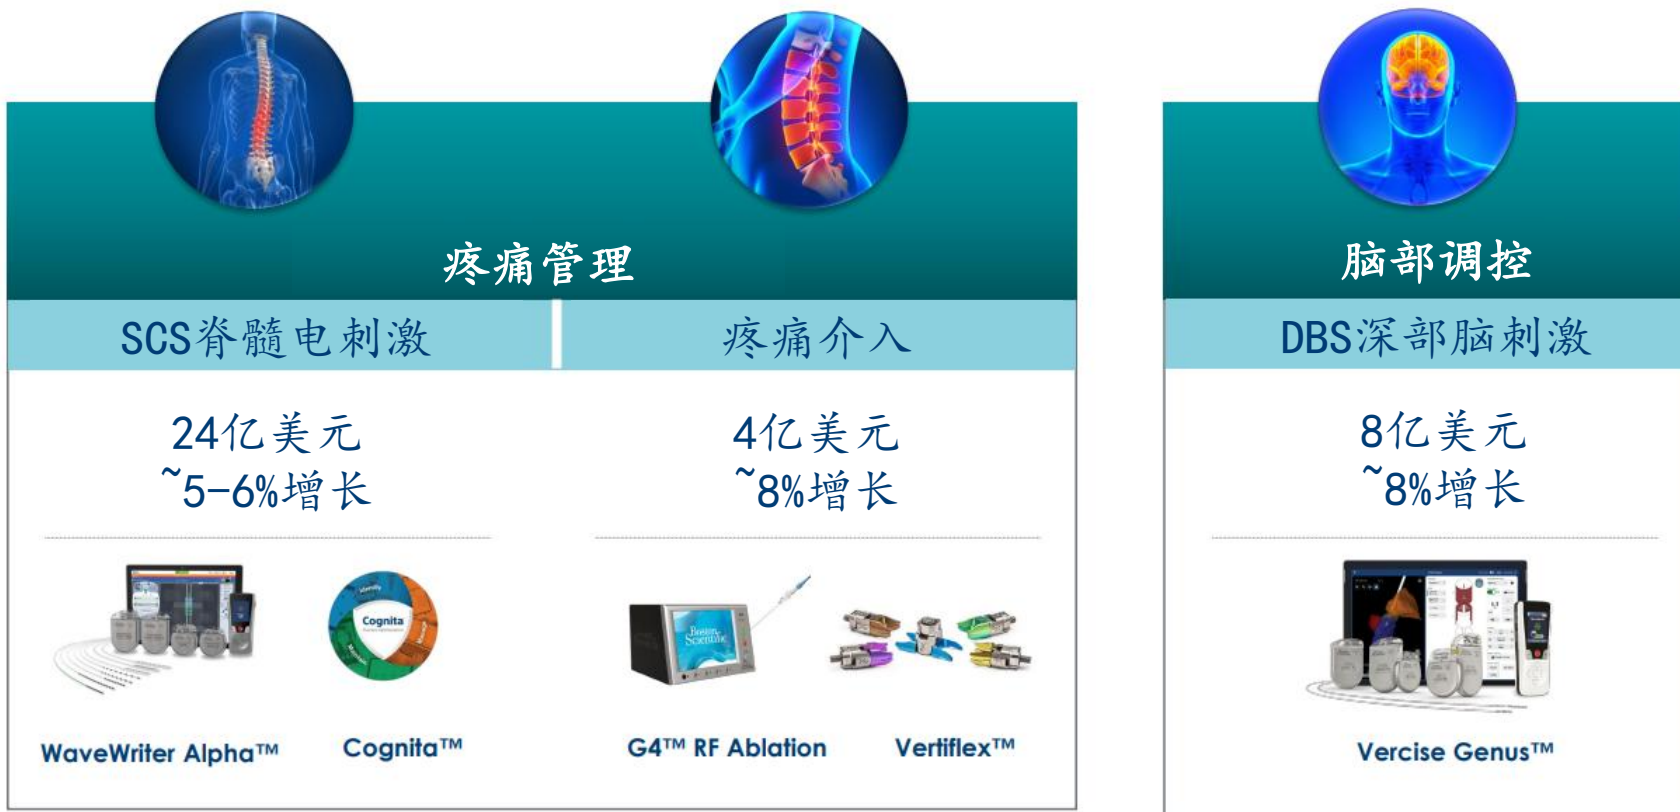 疼痛管理
脑部调控
SCS脊髓电刺激
疼痛介入
DBS深部脑刺激
24亿美元
~5-6%增长
4亿美元
~8%增长
8亿美元
~8%增长
Identify
Cognita
Boston
Scientific
WaveWriter Alpha™
Cognita™
G4™ RF Ablation
Vertiflex™
Vercise Genus™